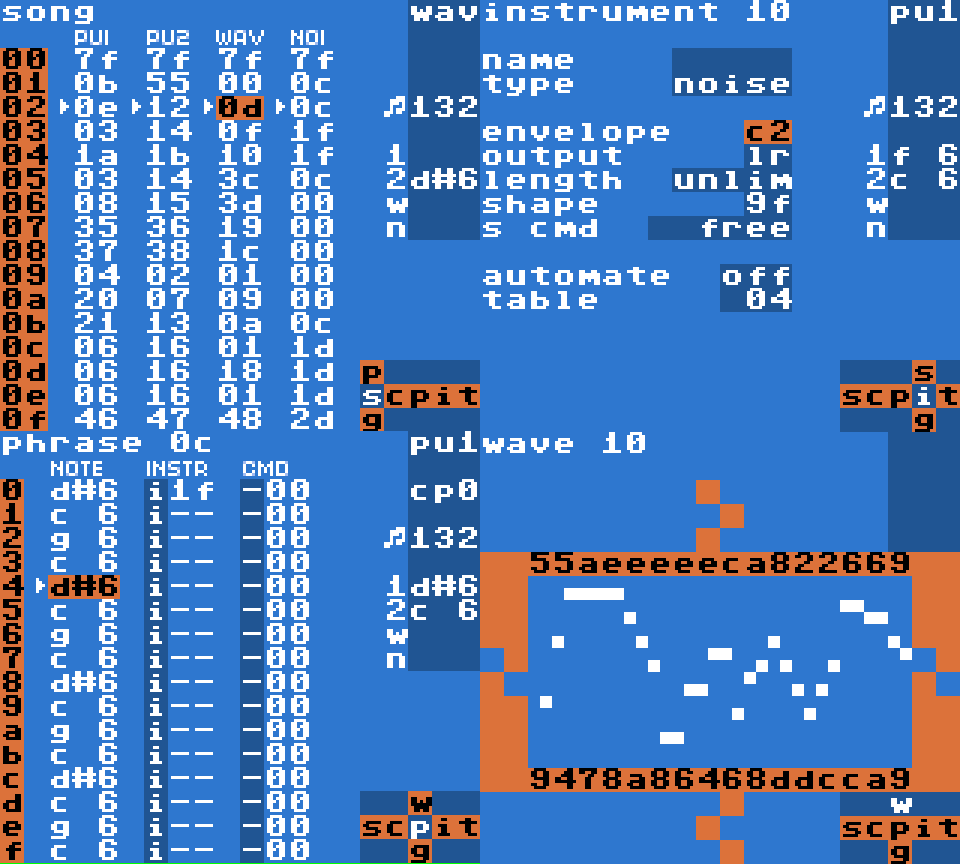 song wav
PU1 PU2 WAV NOI
00 7f 7f 7f 7f
01 0b 55 00 0c
02 0e 12 0d 0c 132
03 03 14 0f 1f
04 1a 1b 10 1f 1
05 03 14 3c 0c 2d#6
06 08 15 3d 00 w
07 35 36 19 00 n
08 37 38 1c 00
09 04 02 01 00
0a 20 07 09 00
0b 21 13 0a 0c
0c 06 16 01 1d
0d 06 16 18 1d p
0e 06 16 01 1d scpit
0f 46 47 48 2d g
instrument 10 pu1
name
type noise
132
envelope c2
output lr 1f 6
length unlim 2c 6
shape 9f w
s cmd free n
automate off
table 04
s
scpit
g
phrase 0c pu1
NOTE INSTR CMD
0 d#6 i1f -00 cp0
1 c 6 i-- -00
2 g 6 i-- -00 132
3 c 6 i-- -00
4 d#6 i-- -00 1d#6
5 c 6 i-- -00 2c 6
6 g 6 i-- -00 w
7 c 6 i-- -00 n
8 d#6 i-- -00
9 c 6 i-- -00
a g 6 i-- -00
b c 6 i-- -00
c d#6 i-- -00
d c 6 i-- -00 w
e g 6 i-- -00 scpit
f c 6 i-- -00 g
wave 10
55aeeeeeca822669
9478a86468ddcca9
w
scpit
g